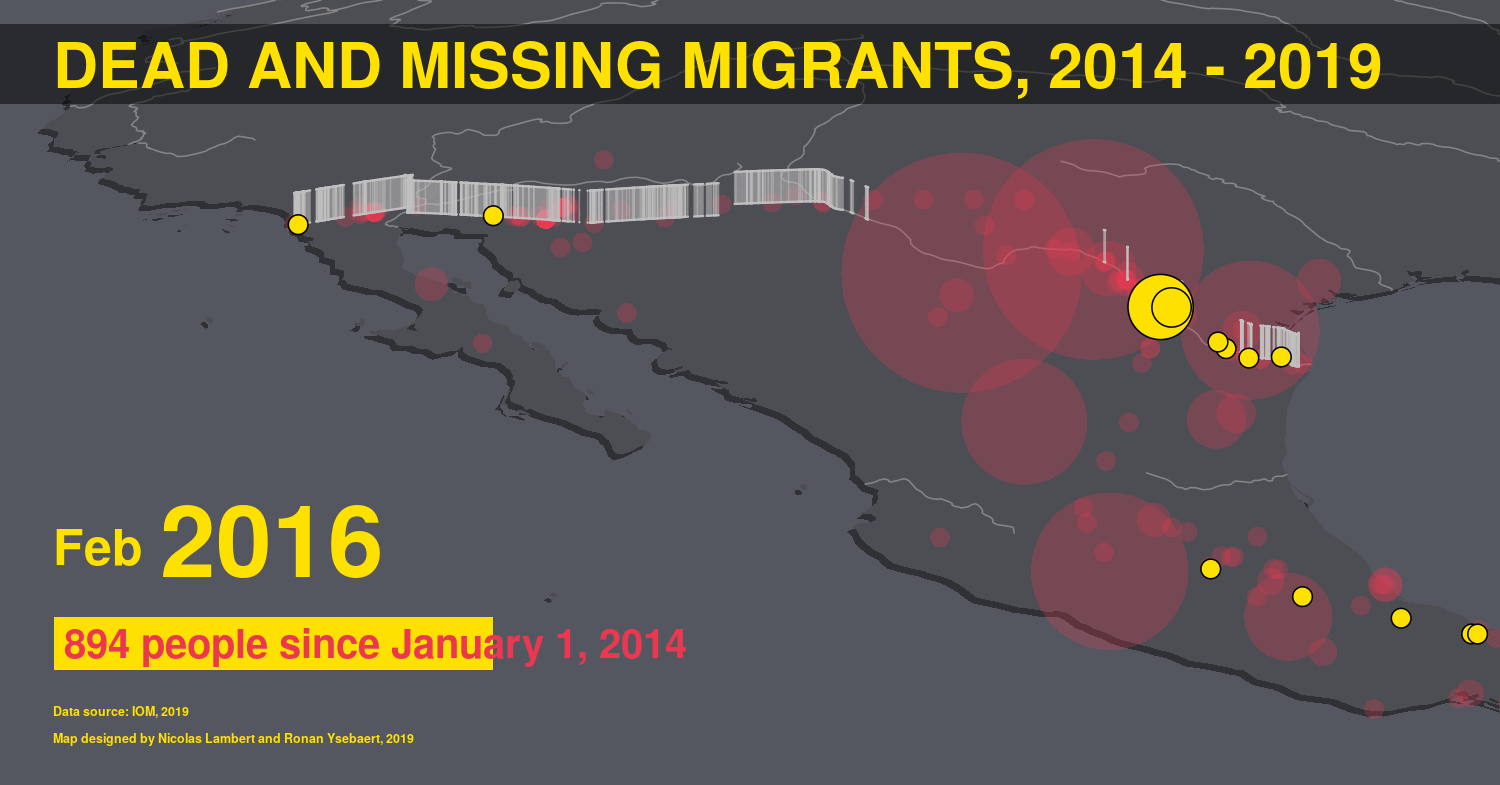 DEAD AND MISSING MIGRANTS, 2014 - 2019
Feb 2016
894 people since January 1, 2014
Data source: IOM, 2019
Map designed by Nicolas Lambert and Ronan Ysebaert, 2019